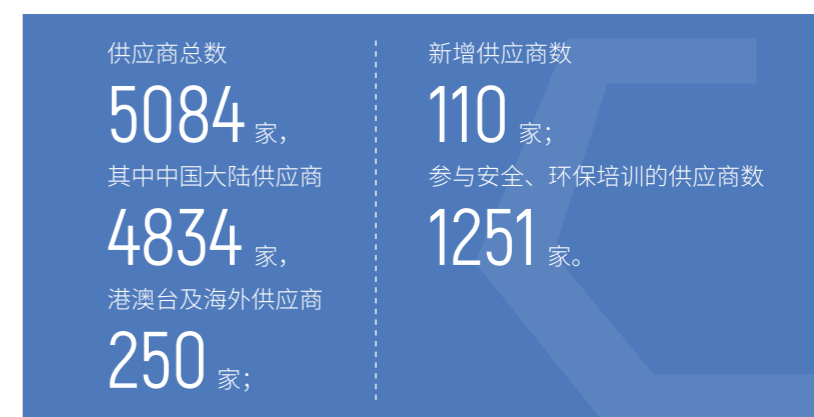 供应商总数
5084 家，
其中中国大陆供应商
4834 家，
港澳台及海外供应商
250 家；
新增供应商数
110 家；
参与安全、环保培训的供应商数
1251 家。